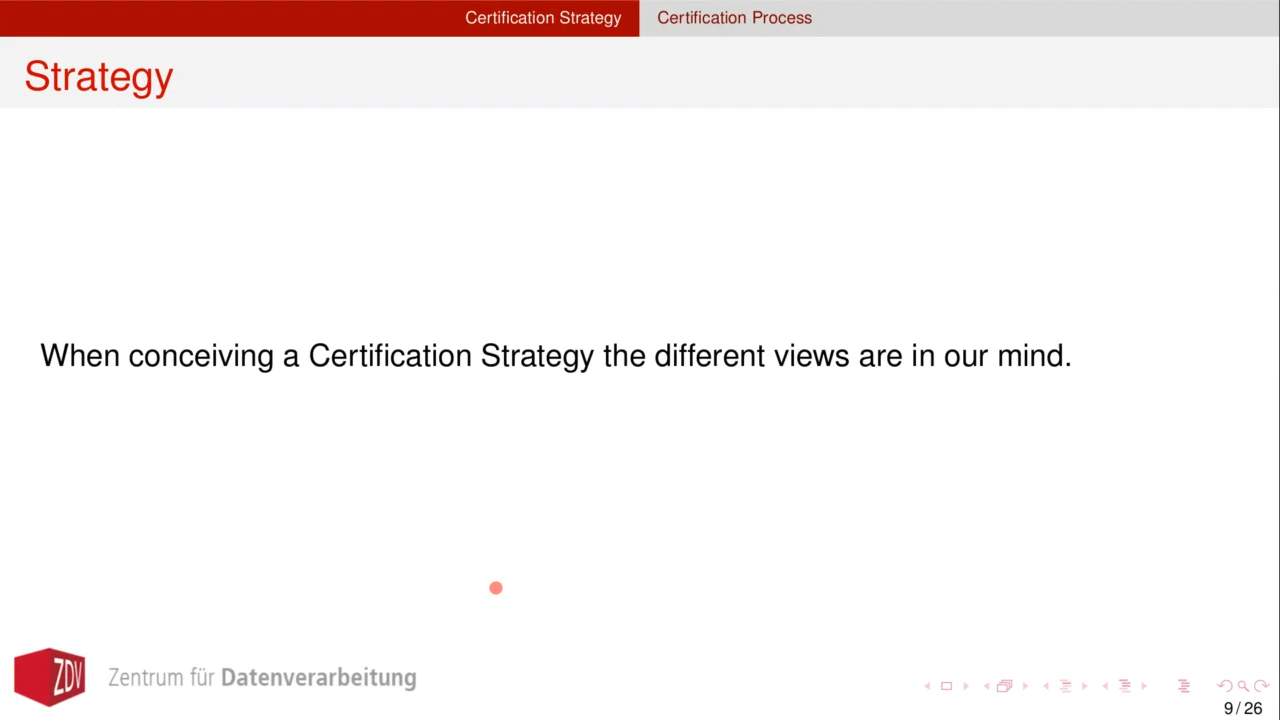 Certification Strategy Certification Process
Strategy
When conceiving a Certification Strategy the different views are in our mind.
ZDV Zentrum für Datenverarbeitung
9 / 26